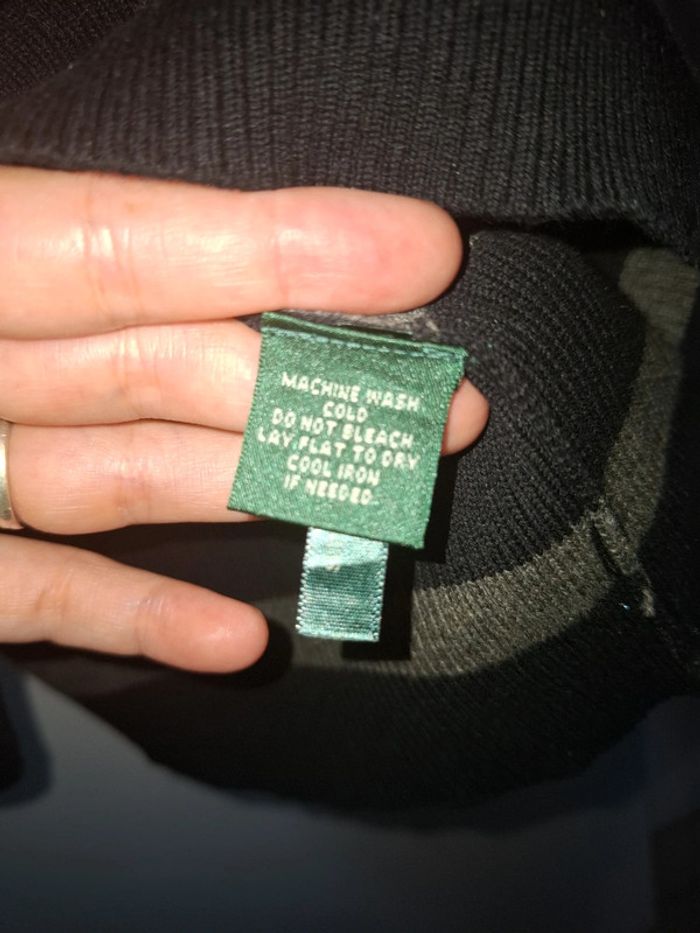 MACHINE WASH
COLD
DO NOT BLEACH
LAY FLAT TO DRY
COOL IRON
IF NEEDED